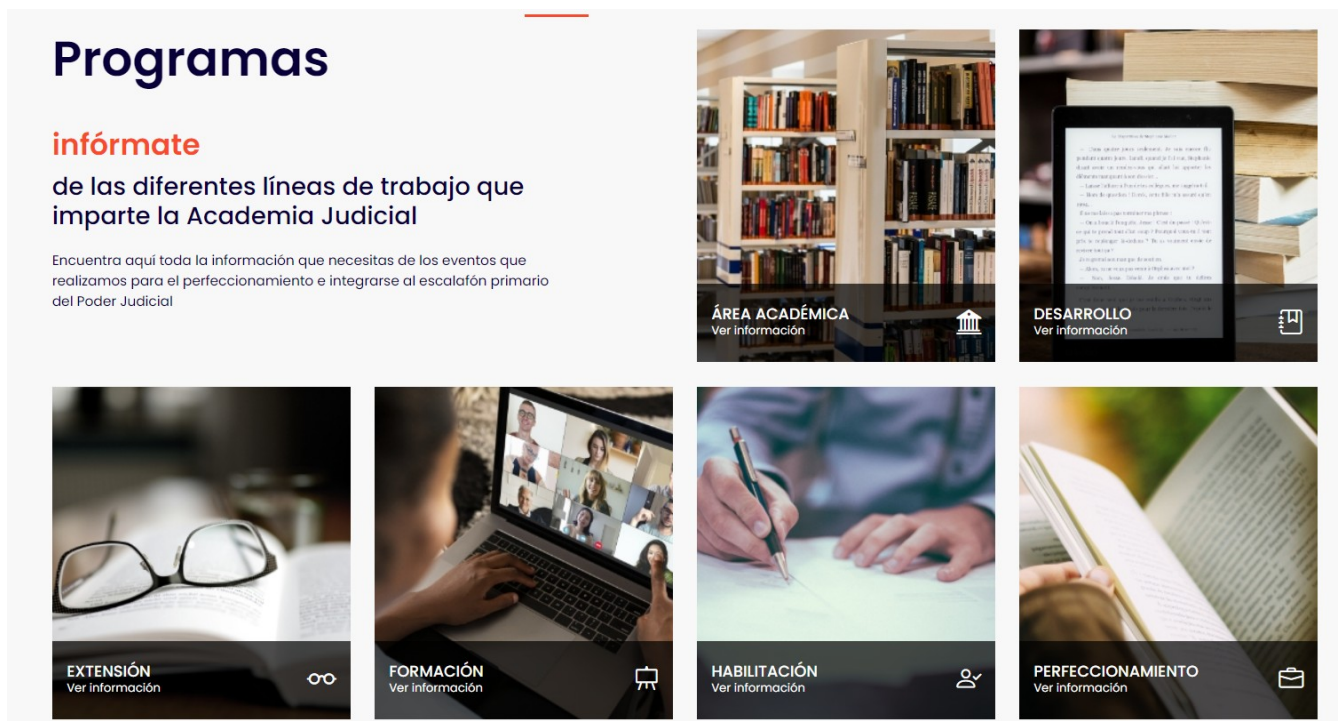 Programas
infórmate
de las diferentes líneas de trabajo que
imparte la Academia Judicial
Encuentra aquí toda la información que necesitas de los eventos que
realizamos para el perfeccionamiento e integrarse al escalafón primario
del Poder Judicial
ÁREA ACADÉMICA
Ver información
DESARROLLO
Ver información
EXTENSIÓN
Ver información
FORMACIÓN
Ver información
HABILITACIÓN
Ver información
PERFECCIONAMIENTO
Ver información